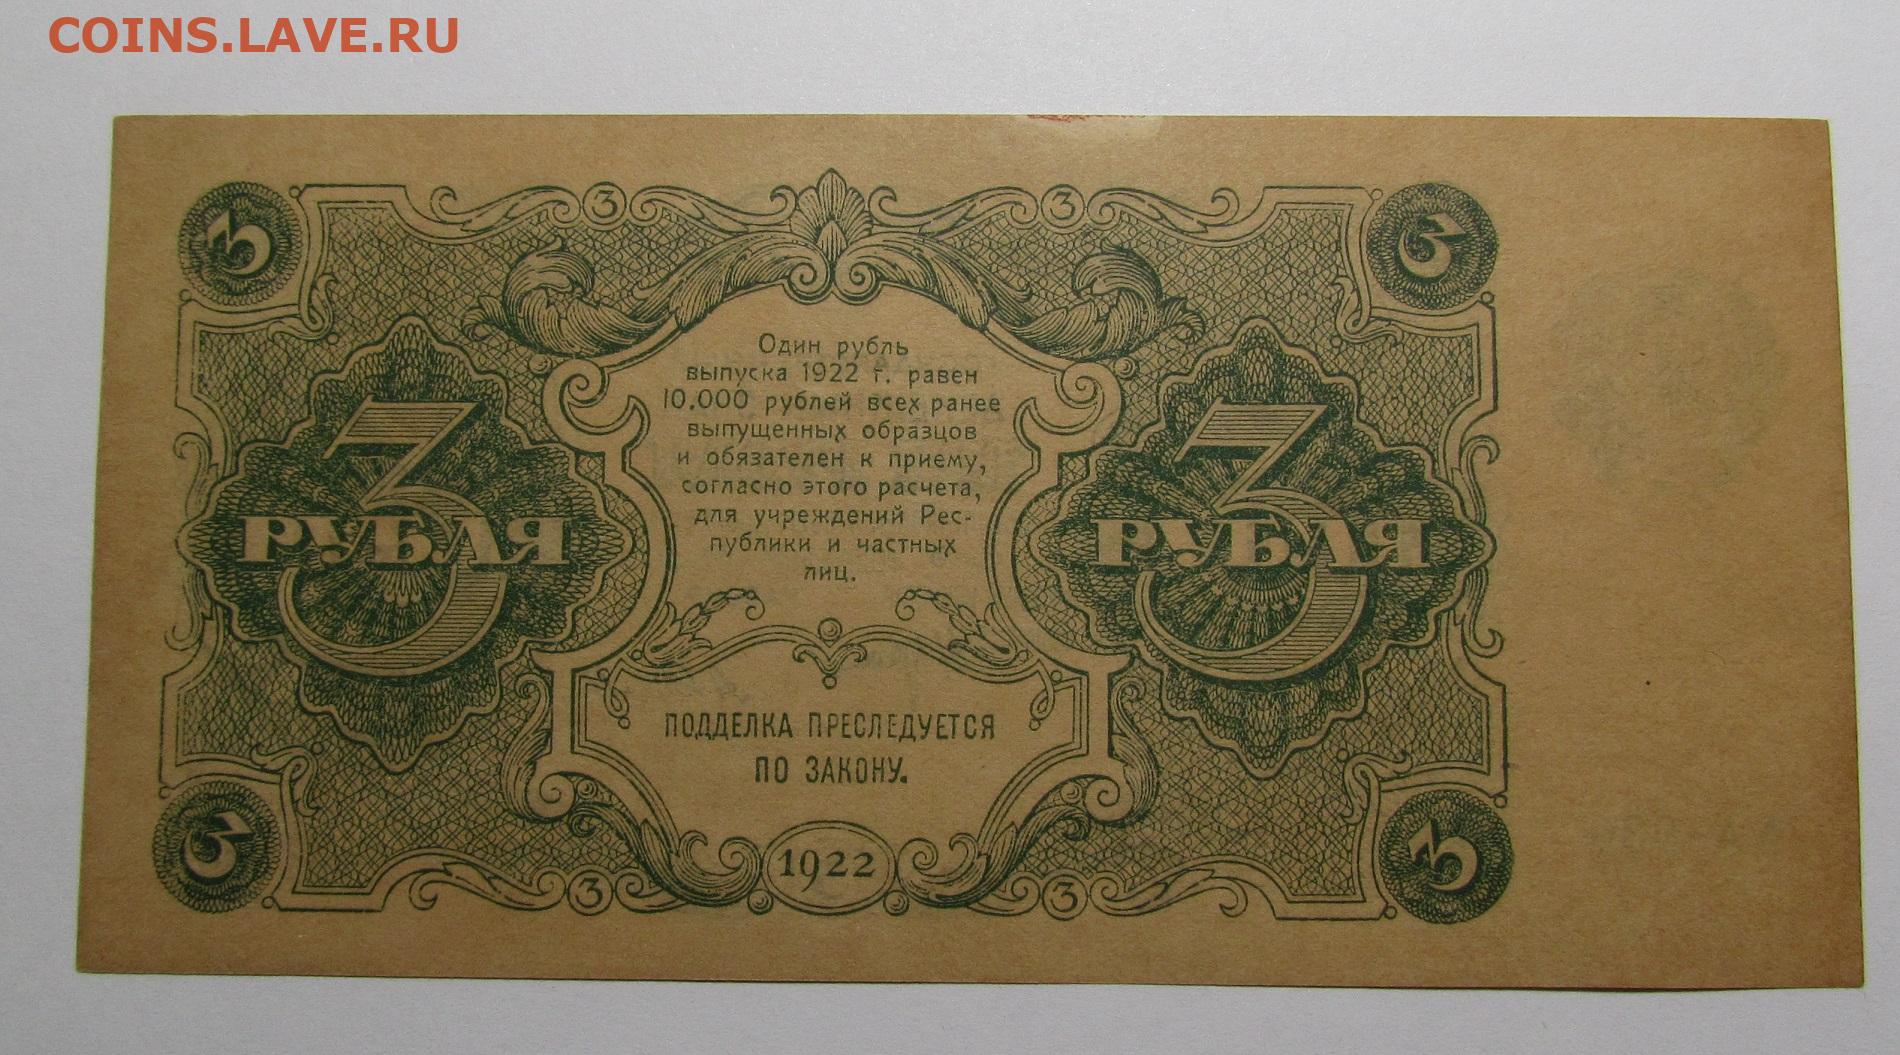 COINS.LAVE.RU
3 3 3 3
Один рубль
выпуска 1922 г. равен
10.000 рублей всех ранее
выпущенных образцов
и обязателен к приему,
согласно этого расчета,
для учреждений Рес-
публики и частных
лиц.
3 РУБЛЯ
3 РУБЛЯ
ПОДДЕЛКА ПРЕСЛЕДУЕТСЯ
ПО ЗАКОНУ.
1922
3 3 3 3